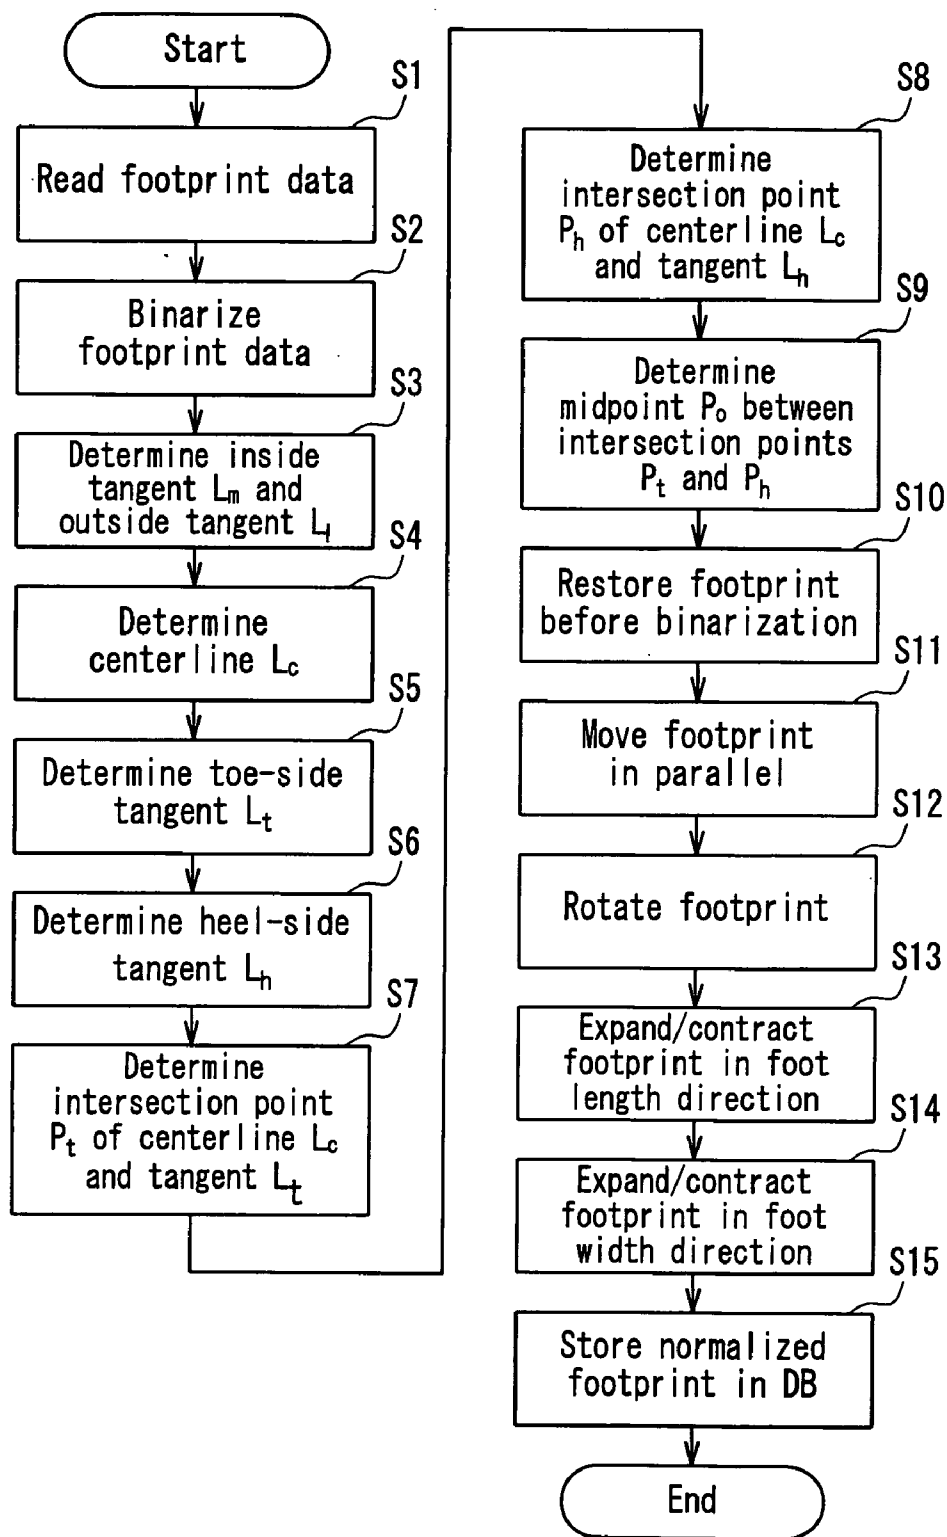 Start
S1
Read footprint data
S2
Binarize
footprint data
S3
Determine inside
tangent Lm and
outside tangent Ll
S4
Determine
centerline Lc
S5
Determine toe-side
tangent Lt
S6
Determine heel-side
tangent Lh
S7
Determine
intersection point
Pt of centerline Lc
and tangent Lt
S8
Determine
intersection point
Ph of centerline Lc
and tangent Lh
S9
Determine
midpoint Po between
intersection points
Pt and Ph
S10
Restore footprint
before binarization
S11
Move footprint
in parallel
S12
Rotate footprint
S13
Expand/contract
footprint in foot
length direction
S14
Expand/contract
footprint in foot
width direction
S15
Store normalized
footprint in DB
End